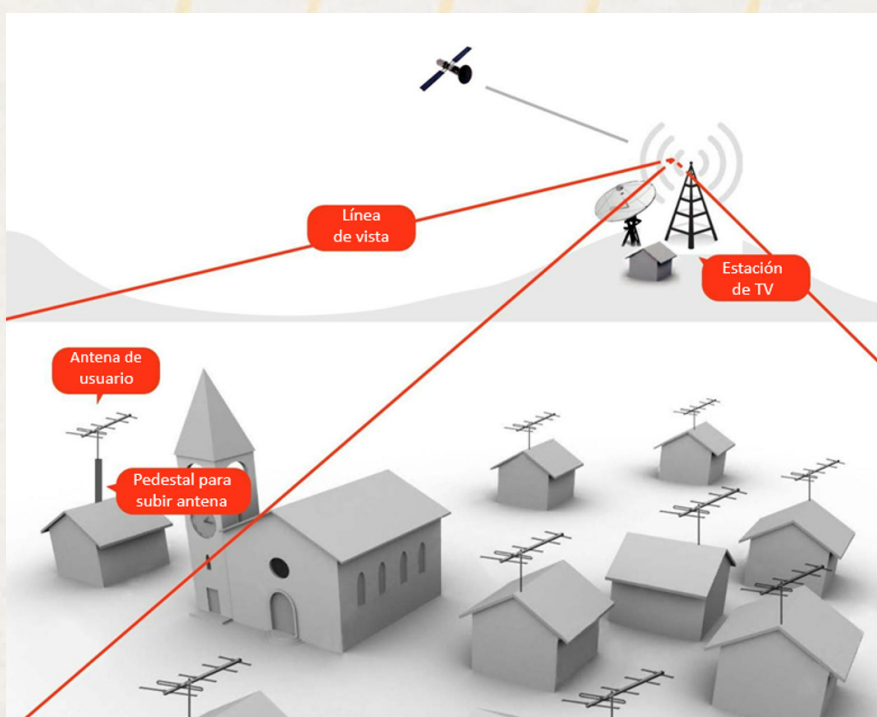 Línea
de vista
Estación
de TV
Antena de
usuario
Pedestal para
subir antena